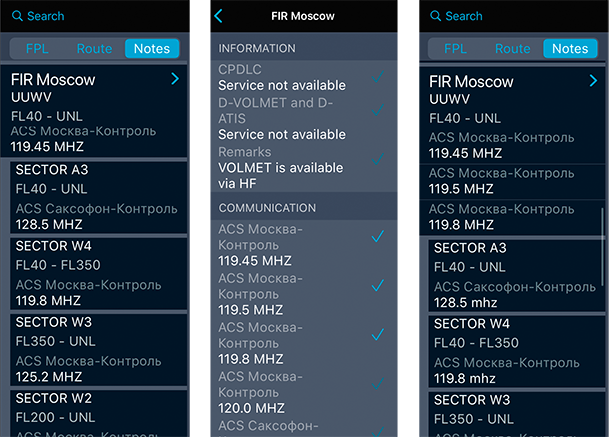 Search
FPL Route Notes
FIR Moscow
UUWV
FL40 - UNL
ACS Москва-Контроль
119.45 MHZ
SECTOR A3
FL40 - UNL
ACS Саксофон-Контроль
128.5 MHZ
SECTOR W4
FL40 - FL350
ACS Москва-Контроль
119.8 MHZ
SECTOR W3
FL350 - UNL
ACS Москва-Контроль
125.2 MHZ
SECTOR W2
FL200 - UNL
ACS Москва-Контроль
FIR Moscow
INFORMATION
CPDLC
Service not available
D-VOLMET and D-
ATIS
Service not available
Remarks
VOLMET is available
via HF
COMMUNICATION
ACS Москва-
Контроль
119.45 MHZ
ACS Москва-
Контроль
119.5 MHZ
ACS Москва-
Контроль
119.8 MHZ
ACS Москва-
Контроль
120.0 MHZ
ACS Саксофон-
Контроль
Search
FPL Route Notes
FIR Moscow
UUWV
FL40 - UNL
ACS Москва-Контроль
119.45 MHZ
119.5 MHZ
119.8 MHZ
SECTOR A3
FL40 - UNL
ACS Саксофон-Контроль
128.5 mhz
SECTOR W4
FL40 - FL350
ACS Москва-Контроль
119.8 mhz
SECTOR W3
FL350 - UNL
ACS Москва-Контроль